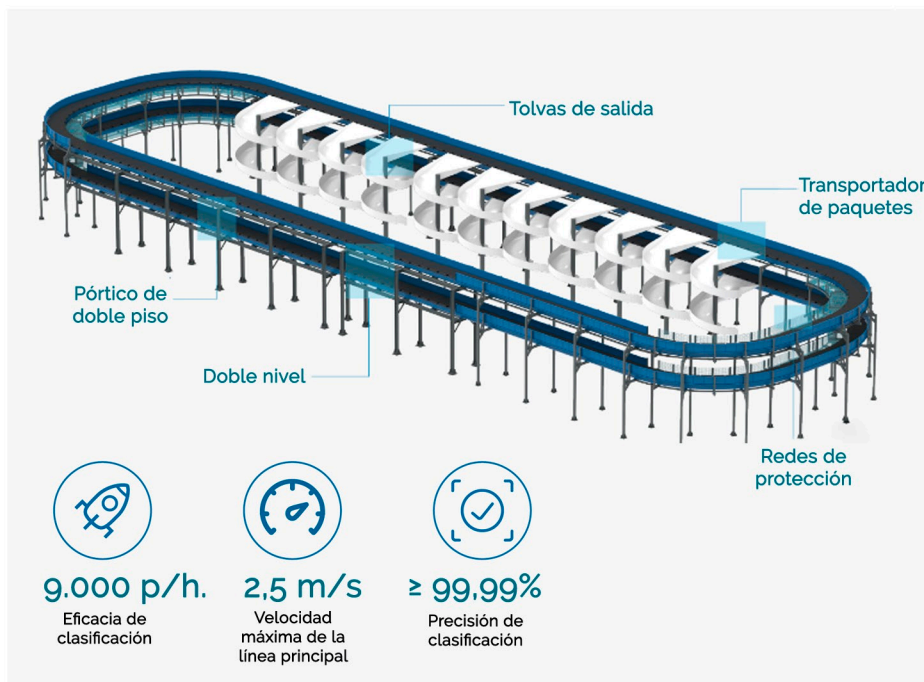 Tolvas de salida
Transportador
de paquetes
Pórtico de
doble piso
Doble nivel
Redes de
protección
9.000 p/h.
Eficacia de
clasificación
2,5 m/s
Velocidad
máxima de la
línea principal
≥ 99,99%
Precisión de
clasificación